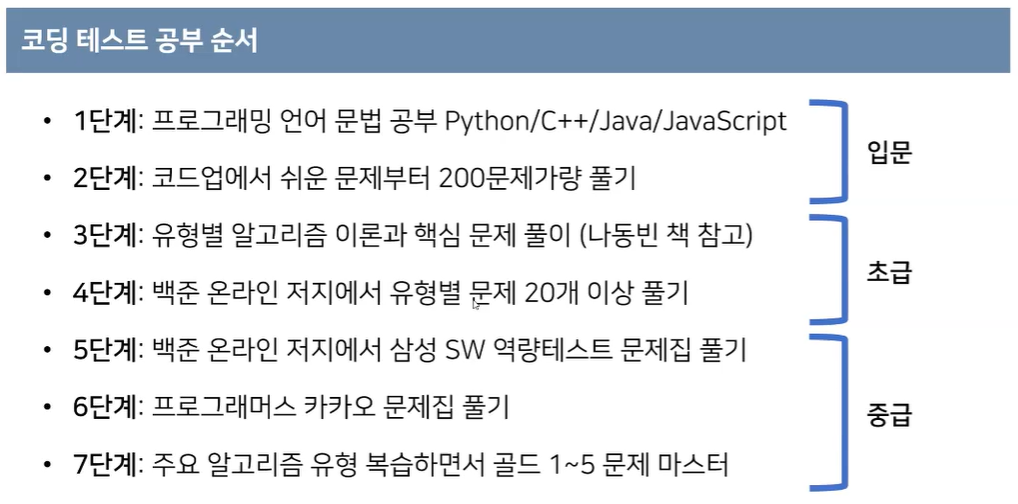 코딩 테스트 공부 순서
• 1단계: 프로그래밍 언어 문법 공부 Python/C++/Java/JavaScript
• 2단계: 코드업에서 쉬운 문제부터 200문제가량 풀기
입문
• 3단계: 유형별 알고리즘 이론과 핵심 문제 풀이 (나동빈 책 참고)
• 4단계: 백준 온라인 저지에서 유형별 문제 20개 이상 풀기
초급
• 5단계: 백준 온라인 저지에서 삼성 SW 역량테스트 문제집 풀기
• 6단계: 프로그래머스 카카오 문제집 풀기
• 7단계: 주요 알고리즘 유형 복습하면서 골드 1~5 문제 마스터
중급